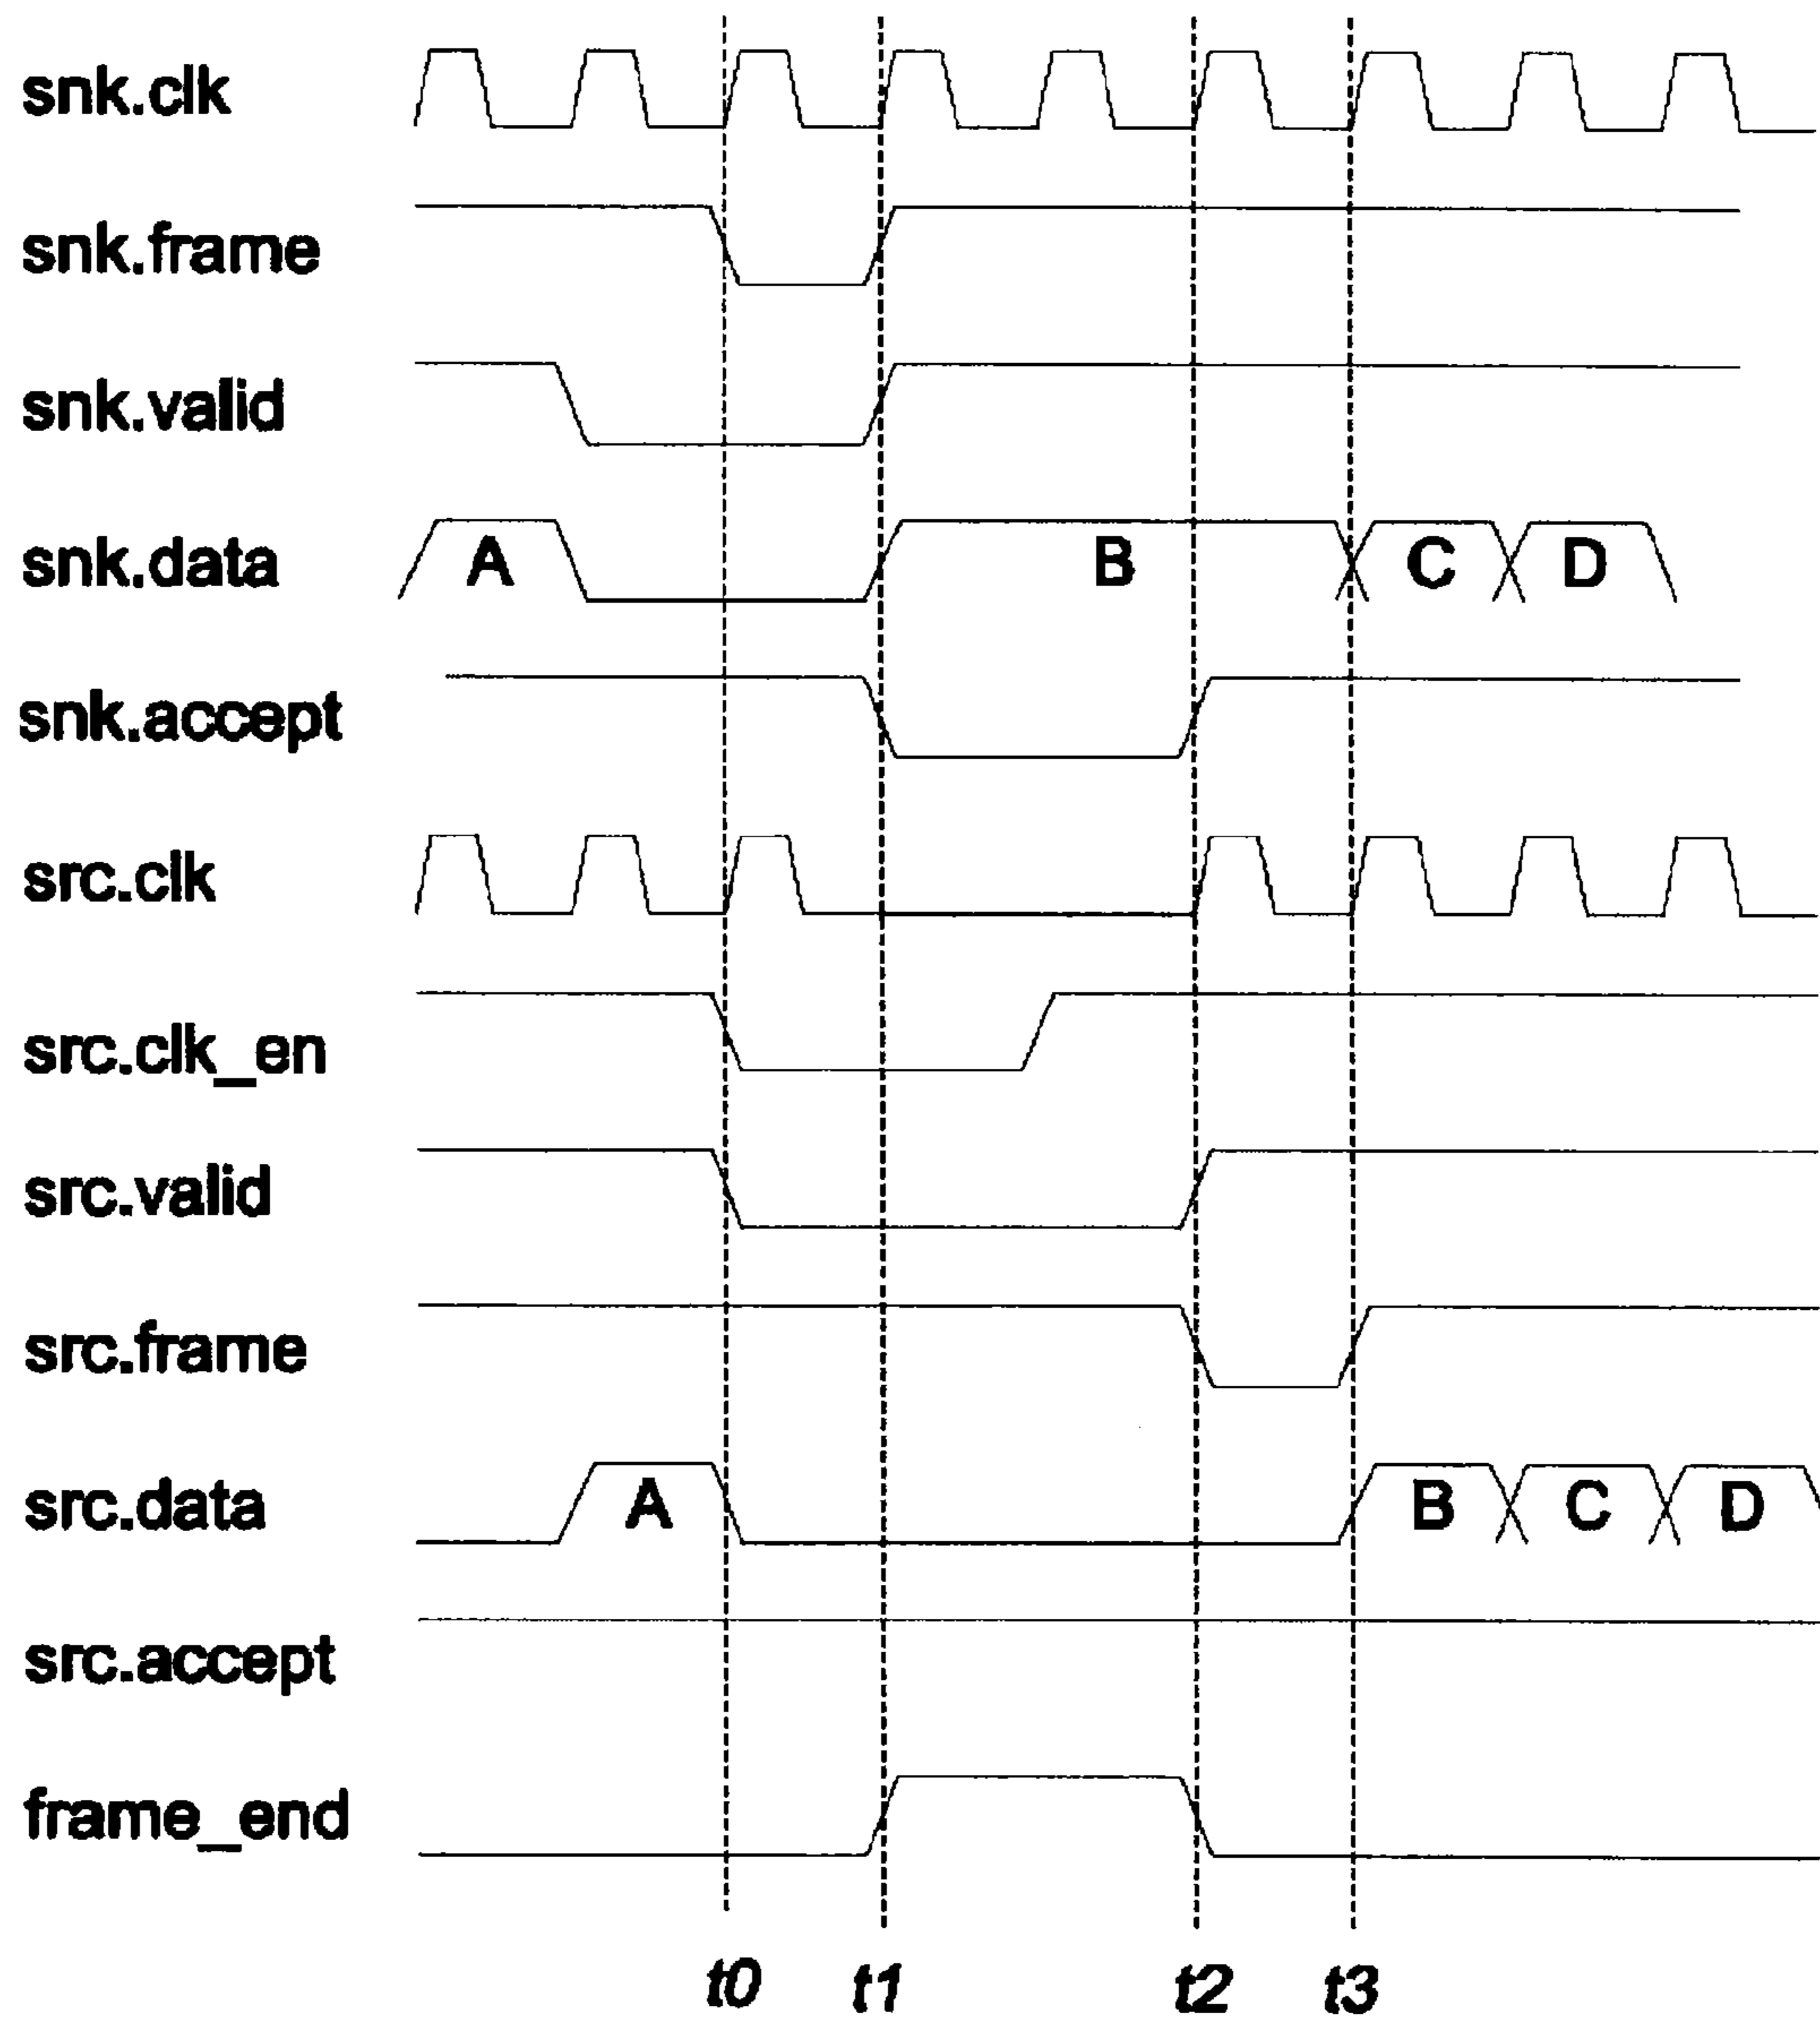 snk.clk
snk.frame
snk.valid
snk.data A B C D
snk.accept
src.clk
src.clk_en
src.valid
src.frame
src.data A B C D
src.accept
frame_end
t0 t1 t2 t3